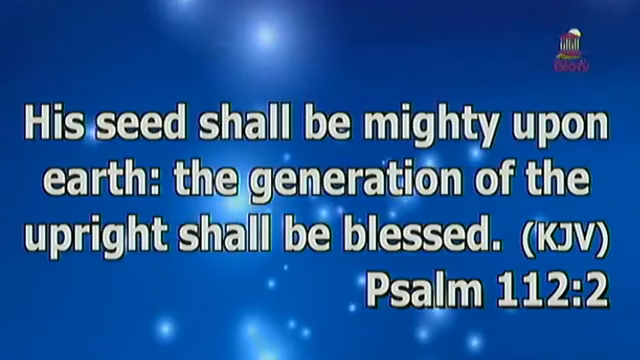 His seed shall be mighty upon
earth: the generation of the
upright shall be blessed. (KJV)
Psalm 112:2